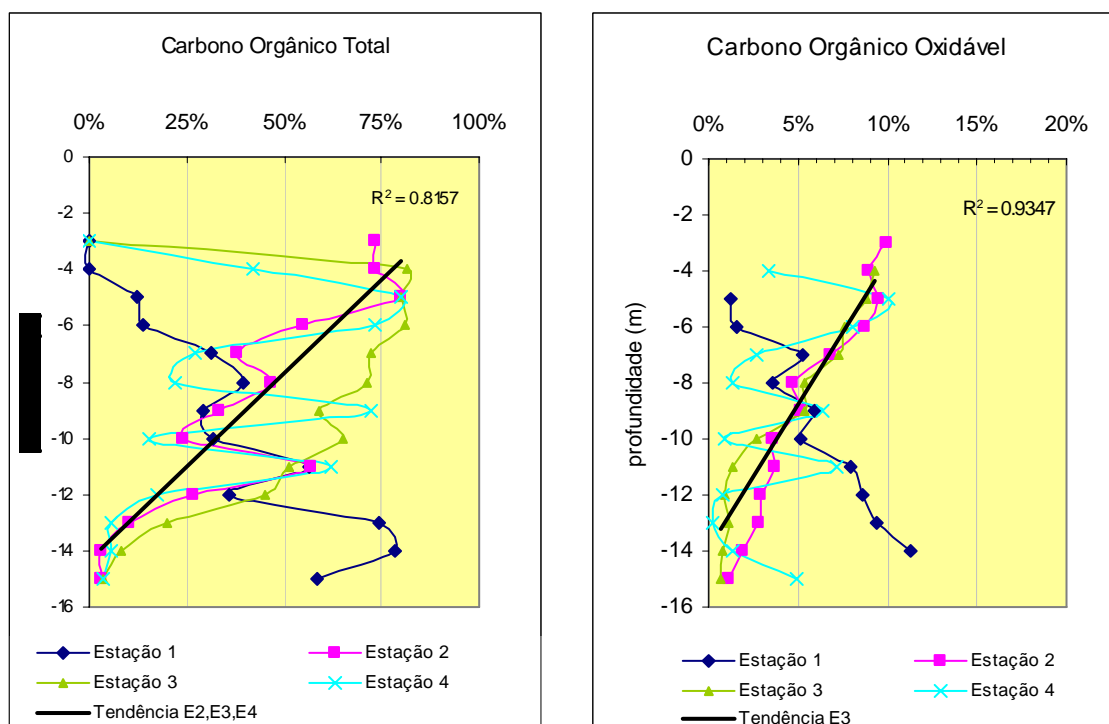 Carbono Orgânico Total
0% 25% 50% 75% 100%
0
-2
-4
-6
-8
-10
-12
-14
-16
R² = 0.8157
Estação 1
Estação 2
Estação 3
Estação 4
Tendência E2,E3,E4
Carbono Orgânico Oxidável
0% 5% 10% 15% 20%
0
-2
-4
-6
-8
-10
-12
-14
-16
profundidade (m)
R² = 0.9347
Estação 1
Estação 2
Estação 3
Estação 4
Tendência E3